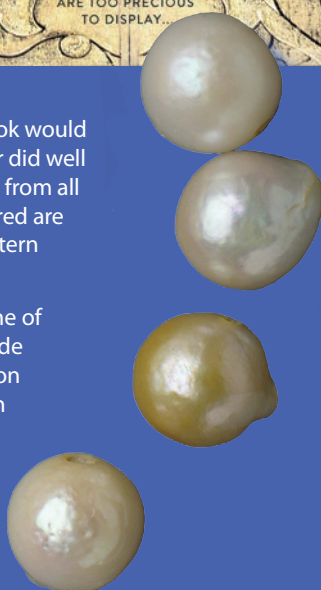 ARE TOO PRECIOUS
TO DISPLAY...
ok would
r did well
from all
red are
tern
ne of
de
on
n